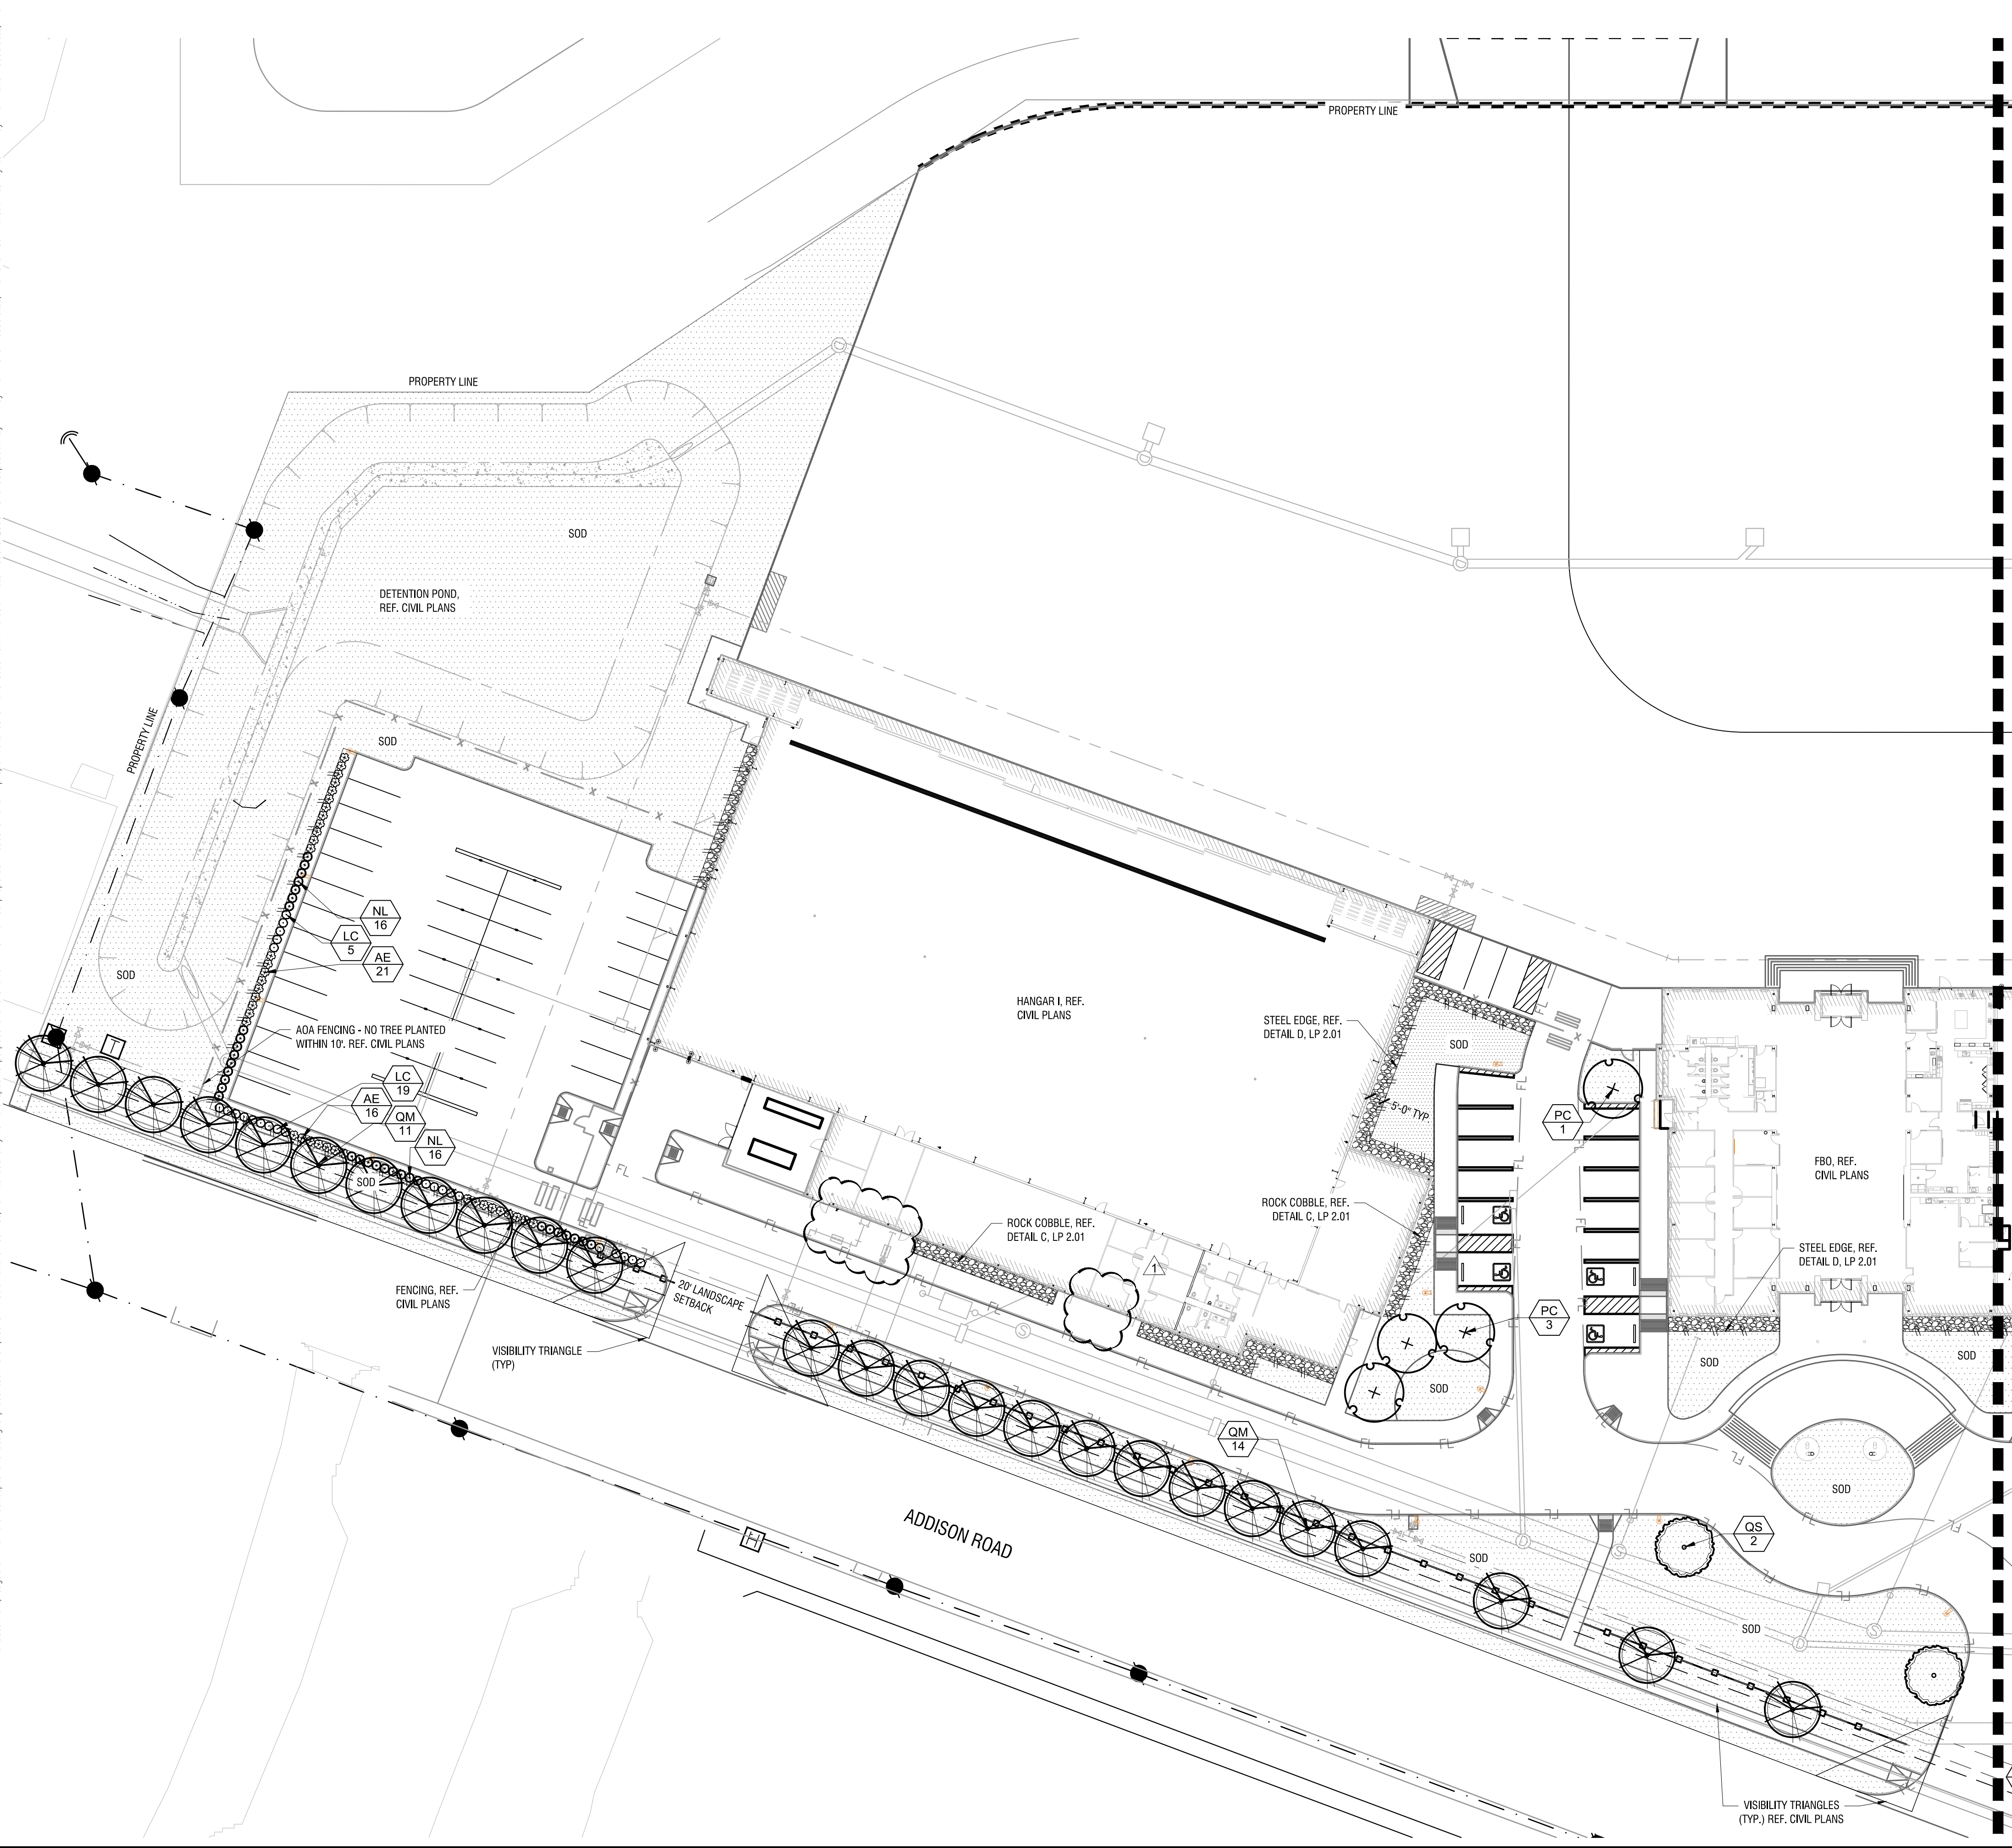 PROPERTY LINE
PROPERTY LINE
SOD
DETENTION POND,
REF. CIVIL PLANS
PROPERTY LINE
SOD
NL
16
LC
5
AE
21
SOD
AOA FENCING - NO TREE PLANTED
WITHIN 10'. REF. CIVIL PLANS
LC
19
AE
16
QM
11
NL
16
SOD
FL
FL
FL
FL
FENCING, REF.
CIVIL PLANS
VISIBILITY TRIANGLE
(TYP)
20' LANDSCAPE
SETBACK
HANGAR I, REF.
CIVIL PLANS
ROCK COBBLE, REF.
DETAIL C, LP 2.01
1
STEEL EDGE, REF.
DETAIL D, LP 2.01
SOD
5'-0" TYP.
ROCK COBBLE, REF.
DETAIL C, LP 2.01
PC
1
FBO, REF.
CIVIL PLANS
STEEL EDGE, REF.
DETAIL D, LP 2.01
PC
3
SOD
SOD
SOD
SOD
QM
14
ADDISON ROAD
H
T
QS
2
SOD
SOD
D
D
D
D
D
S
S
S
VISIBILITY TRIANGLES
(TYP.) REF. CIVIL PLANS